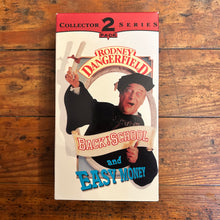 COLLECTOR 2 SERIES
PACK
RODNEY
DANGERFIELD
BACK TO SCHOOL
and
EASY MONEY